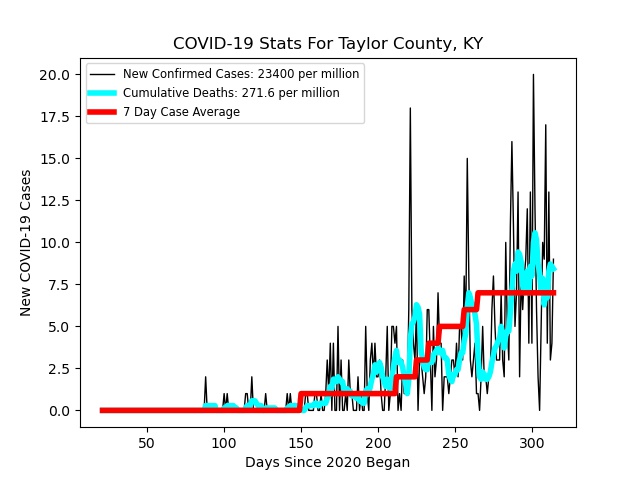 COVID-19 Stats For Taylor County, KY
New Confirmed Cases: 23400 per million
Cumulative Deaths: 271.6 per million
7 Day Case Average
20.0
17.5
15.0
12.5
10.0
7.5
5.0
2.5
0.0
New COVID-19 Cases
50 100 150 200 250 300
Days Since 2020 Began